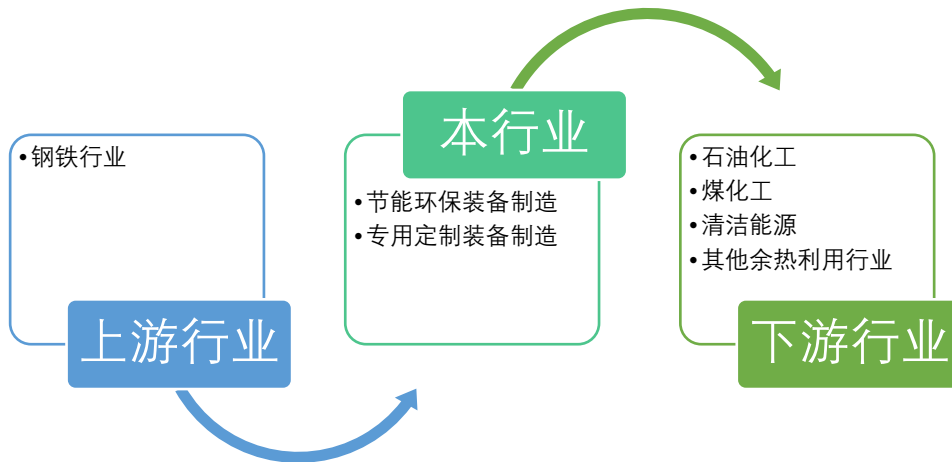 • 钢铁行业
上游行业
本行业
• 节能环保装备制造
• 专用定制装备制造
• 石油化工
• 煤化工
• 清洁能源
• 其他余热利用行业
下游行业